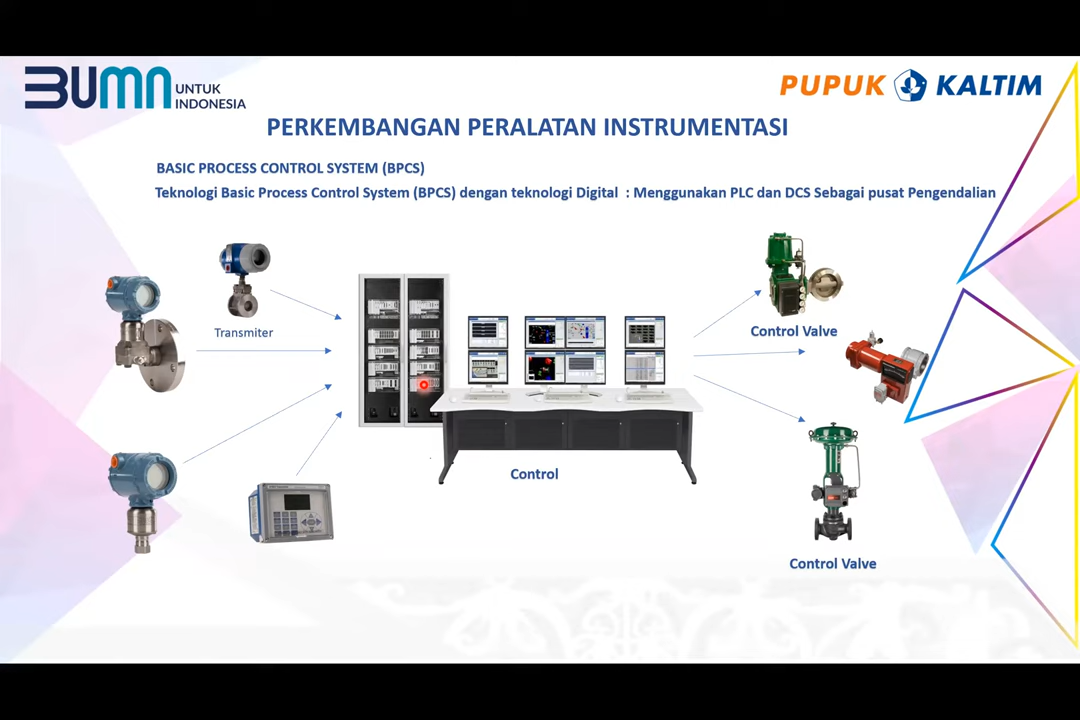 BUMN UNTUK
INDONESIA
PUPUK KALTIM
PERKEMBANGAN PERALATAN INSTRUMENTASI
BASIC PROCESS CONTROL SYSTEM (BPCS)
Teknologi Basic Process Control System (BPCS) dengan teknologi Digital : Menggunakan PLC dan DCS Sebagai pusat Pengendalian
Transmiter
Control Valve
Control
Control Valve